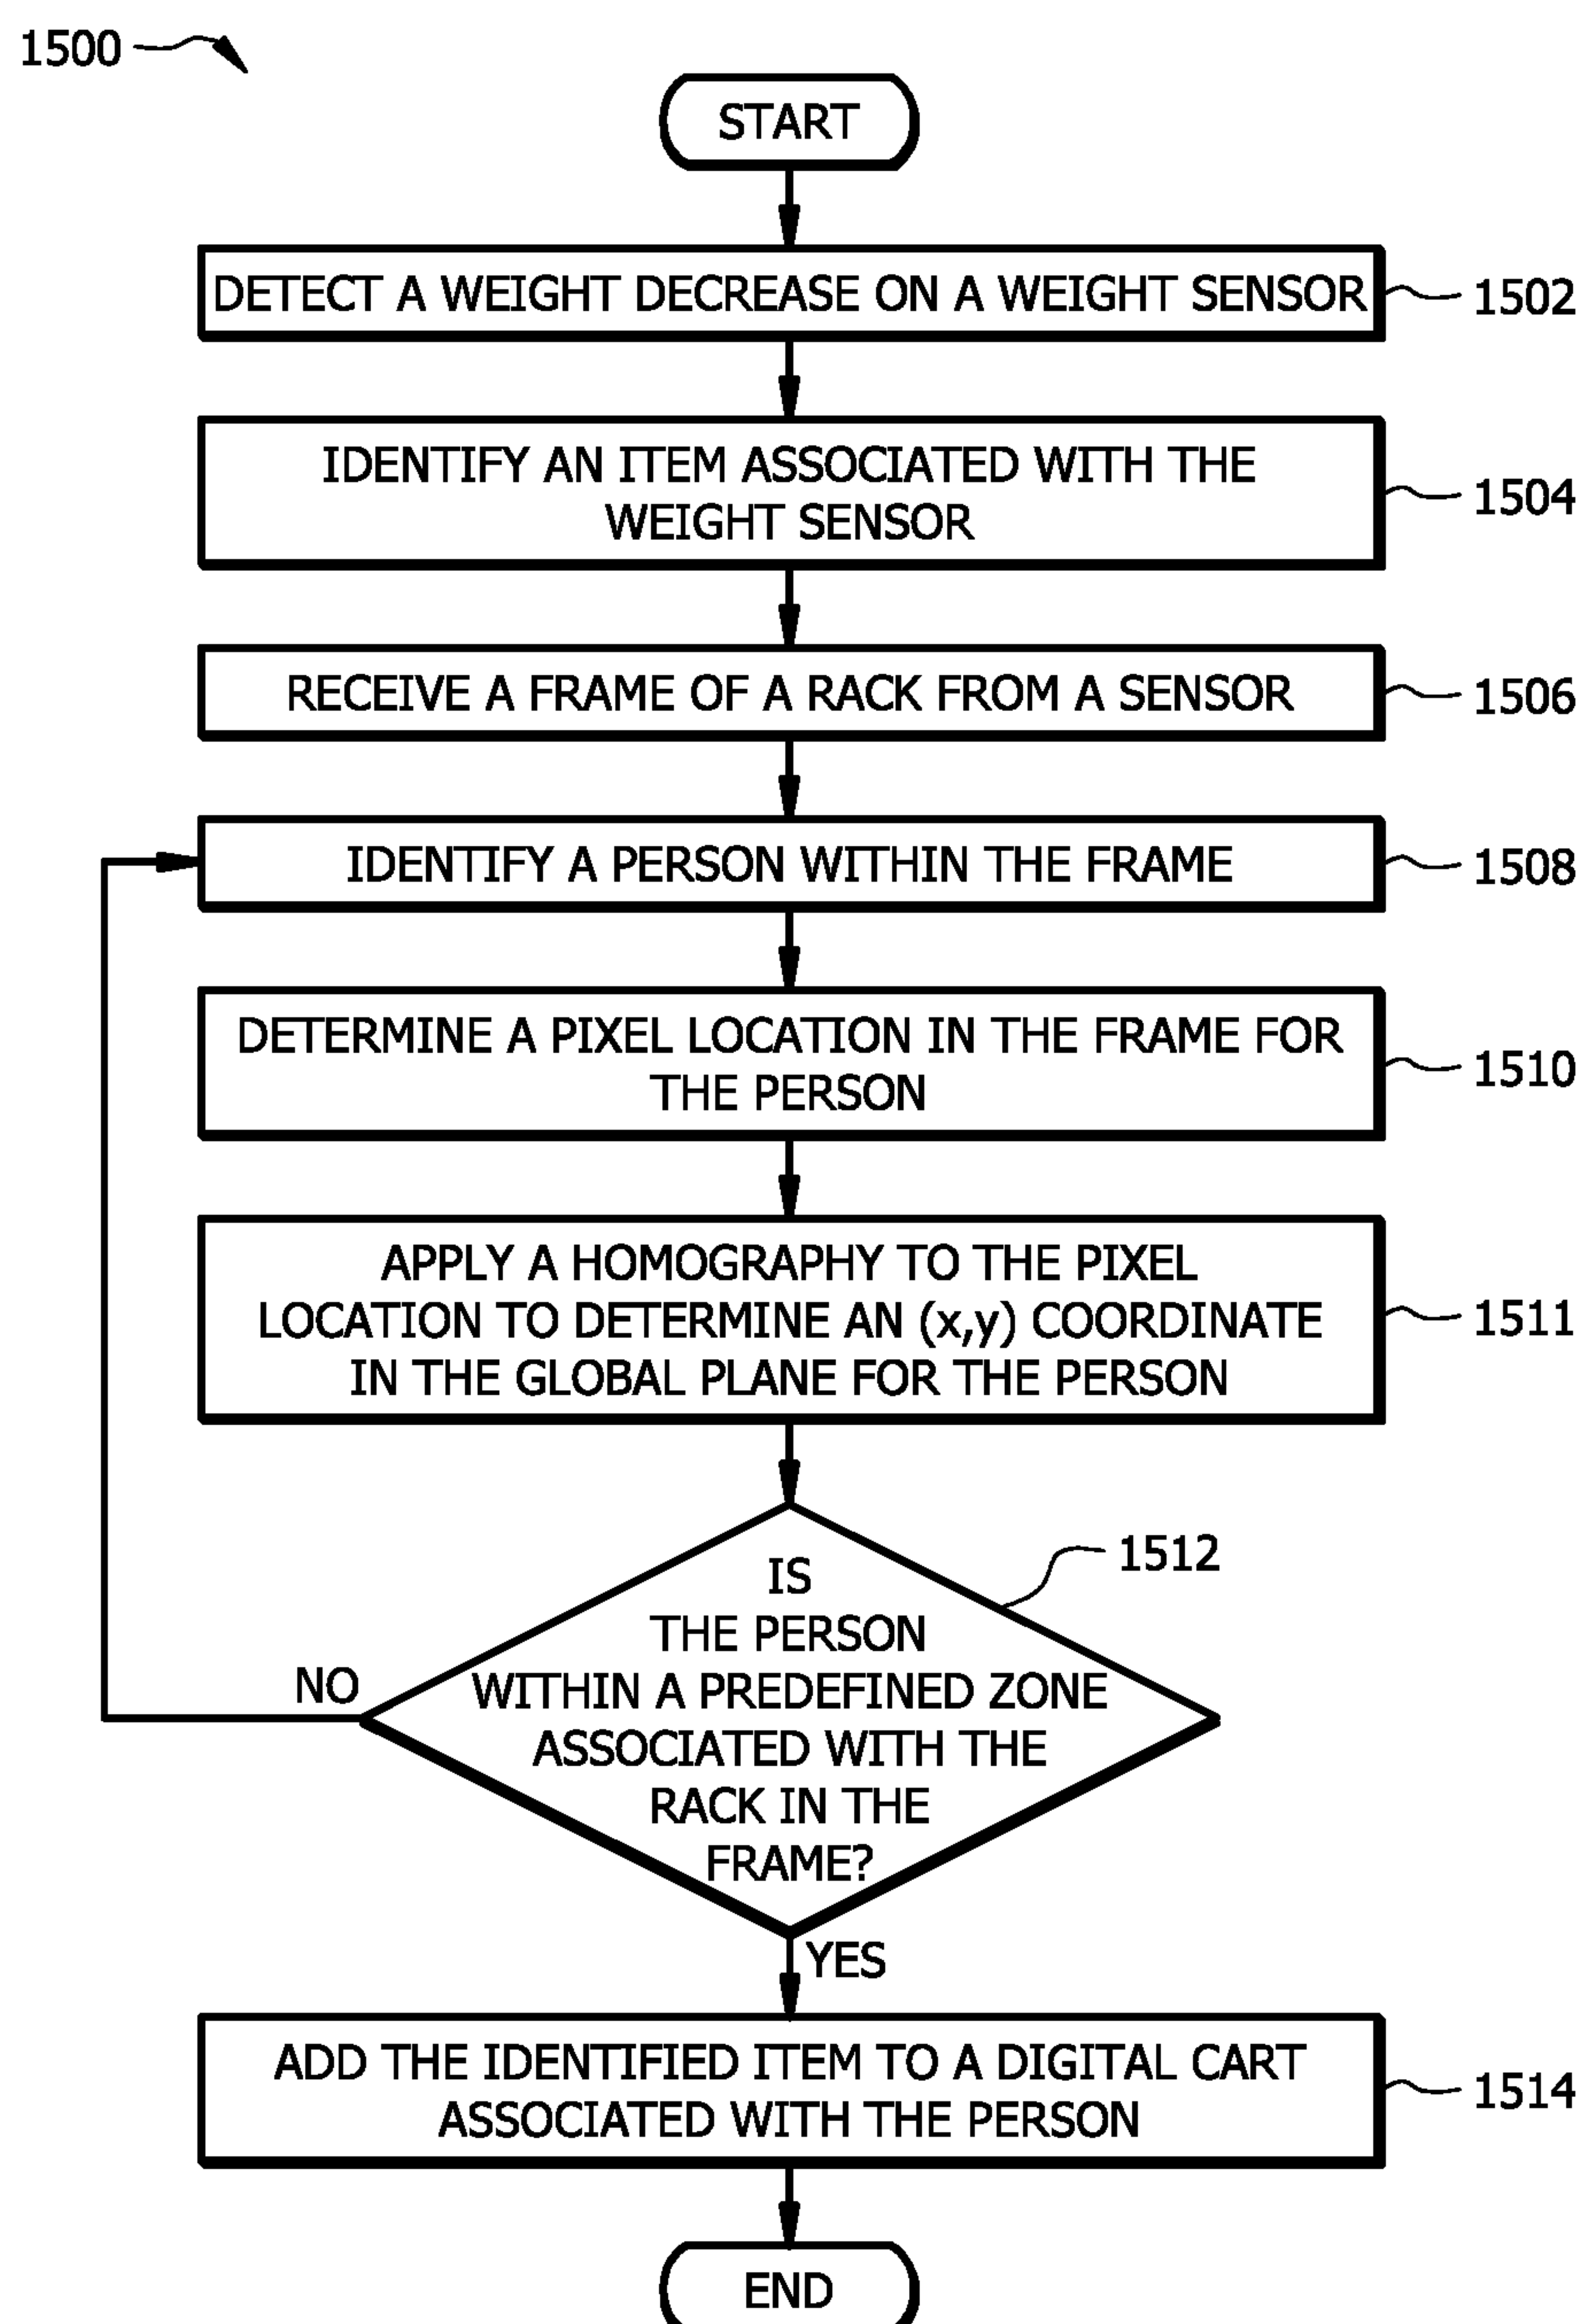 1500
START
DETECT A WEIGHT DECREASE ON A WEIGHT SENSOR
1502
IDENTIFY AN ITEM ASSOCIATED WITH THE
WEIGHT SENSOR
1504
RECEIVE A FRAME OF A RACK FROM A SENSOR
1506
IDENTIFY A PERSON WITHIN THE FRAME
1508
DETERMINE A PIXEL LOCATION IN THE FRAME FOR
THE PERSON
1510
APPLY A HOMOGRAPHY TO THE PIXEL
LOCATION TO DETERMINE AN (x,y) COORDINATE
IN THE GLOBAL PLANE FOR THE PERSON
1511
1512
IS
THE PERSON
WITHIN A PREDEFINED ZONE
ASSOCIATED WITH THE
RACK IN THE
FRAME?
NO
YES
ADD THE IDENTIFIED ITEM TO A DIGITAL CART
ASSOCIATED WITH THE PERSON
1514
END